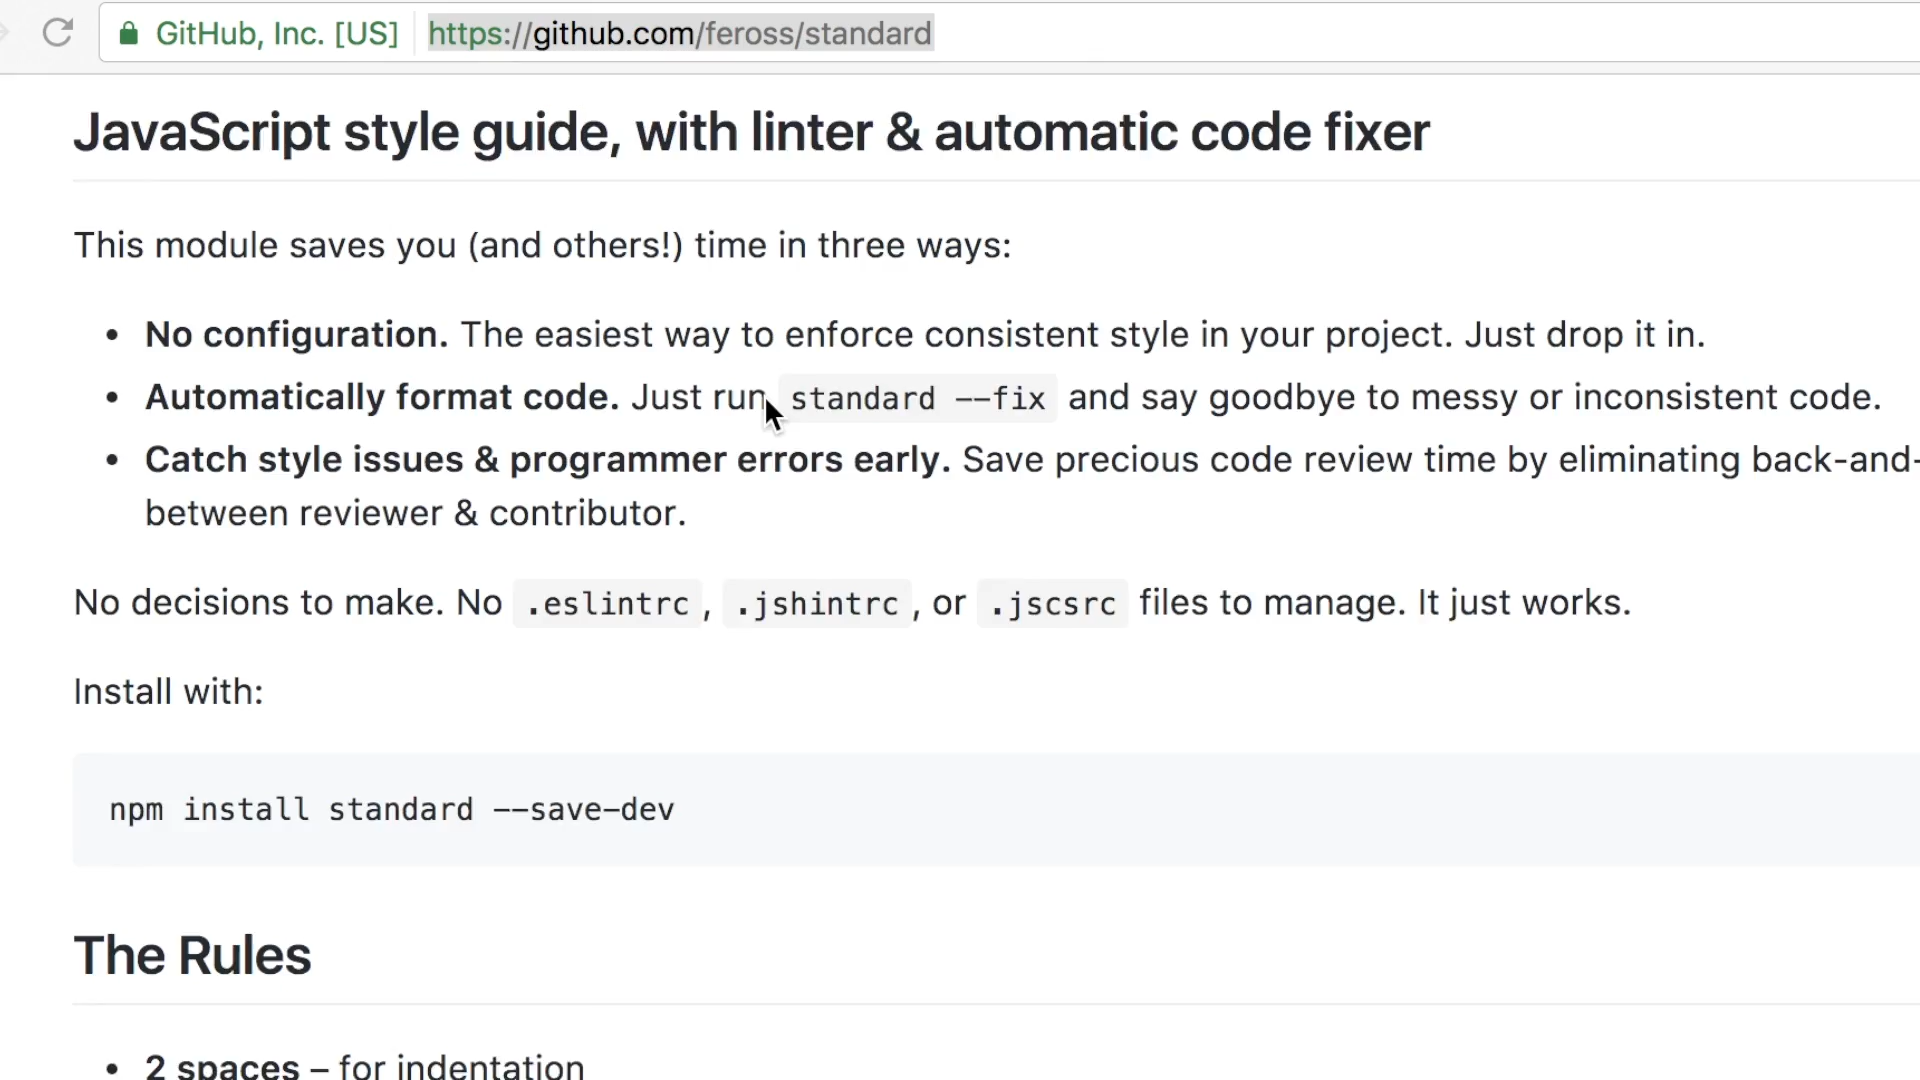 GitHub, Inc. [US] https://github.com/feross/standard
JavaScript style guide, with linter & automatic code fixer
This module saves you (and others!) time in three ways:
• No configuration. The easiest way to enforce consistent style in your project. Just drop it in.
• Automatically format code. Just run standard --fix and say goodbye to messy or inconsistent code.
• Catch style issues & programmer errors early. Save precious code review time by eliminating back-and-
between reviewer & contributor.
No decisions to make. No .eslintrc, .jshintrc, or .jscsrc files to manage. It just works.
Install with:
npm install standard --save-dev
The Rules
• 2 spaces – for indentation